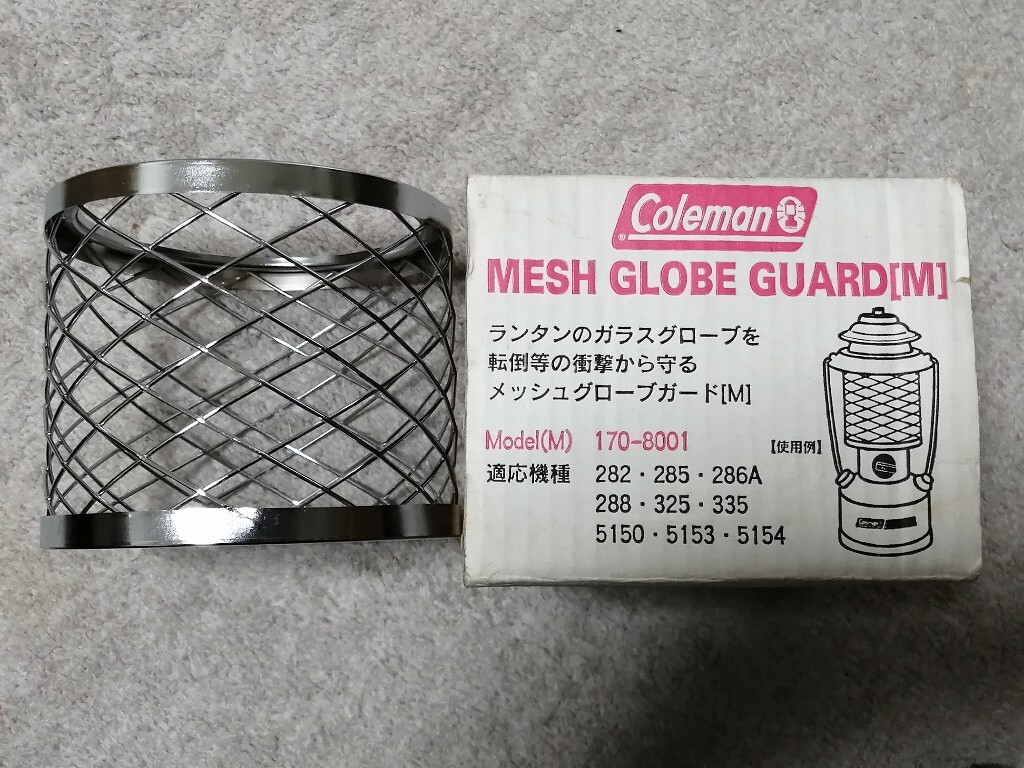 Coleman ®
MESH GLOBE GUARD[M]
ランタンのガラスグローブを
転倒等の衝撃から守る
メッシュグローブガード[M]
Model(M) 170-8001
【使用例】
適応機種 282・285・286A
288・325・335
5150・5153・5154
Coleman